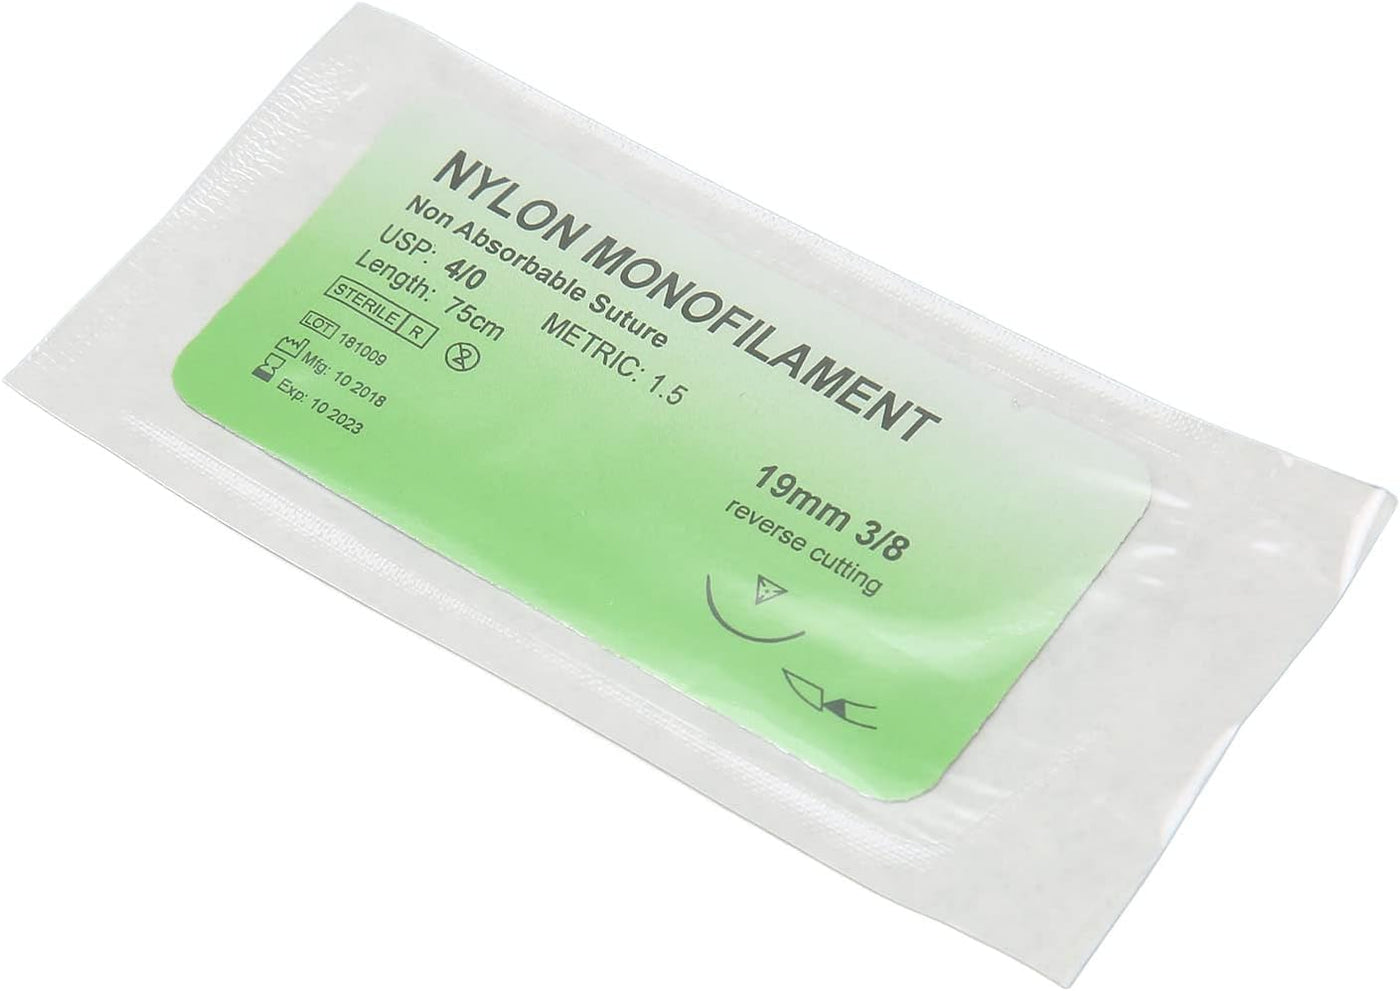 NYLON MONOFILAMENT
Non Absorbable Suture
USP: 4/0
METRIC: 1.5
Length: 75cm
STERILE R
2
LOT 181009
Mfg: 10 2018
Exp: 10 2023
19mm 3/8
reverse cutting